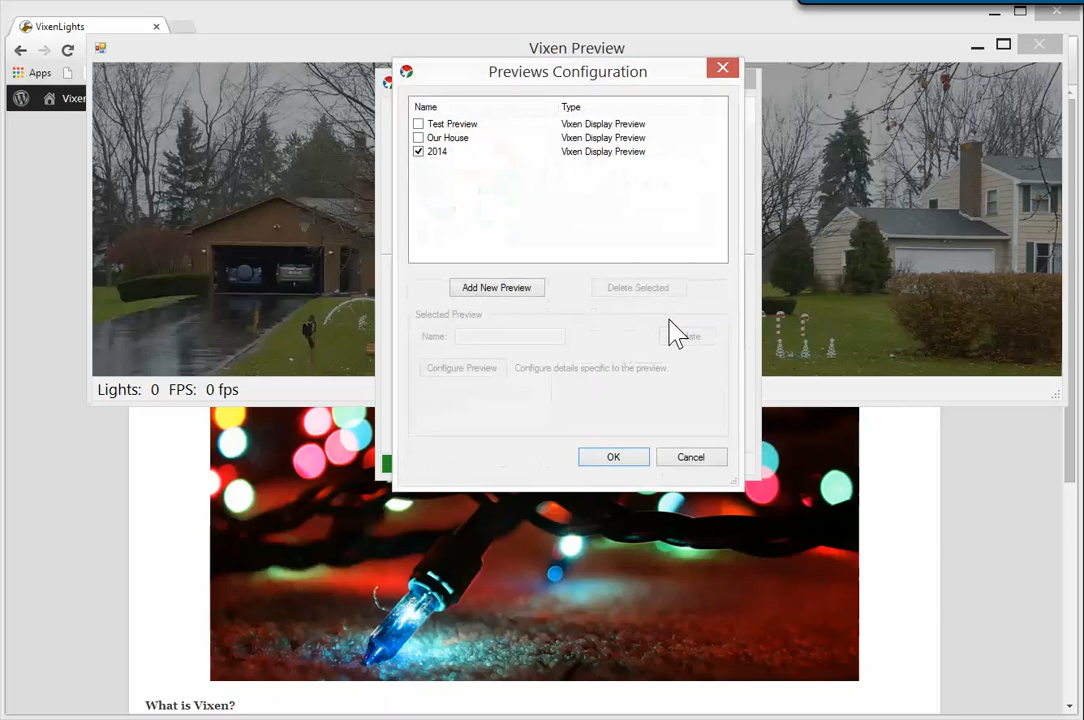 VixenLights
Vixen Preview
Apps
Previews Configuration
Vixen
Name Type
Test Preview Vixen Display Preview
Our House Vixen Display Preview
2014 Vixen Display Preview
Add New Preview Delete Selected
Selected Preview
Name:
Configure Preview Configure details specific to the preview.
Lights: 0 FPS: 0 fps
OK Cancel
What is Vixen?